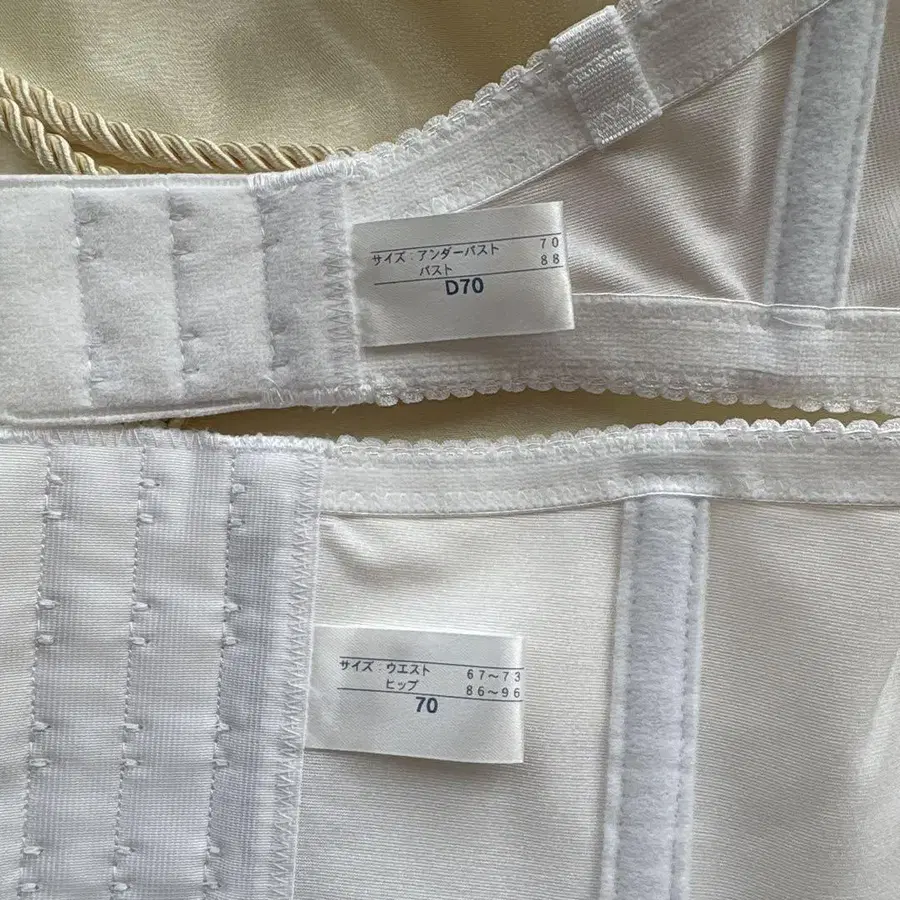 サイズ：アンダーバスト 70
バスト 88
D70
サイズ：ウエスト 67～73
ヒップ 86～96
70